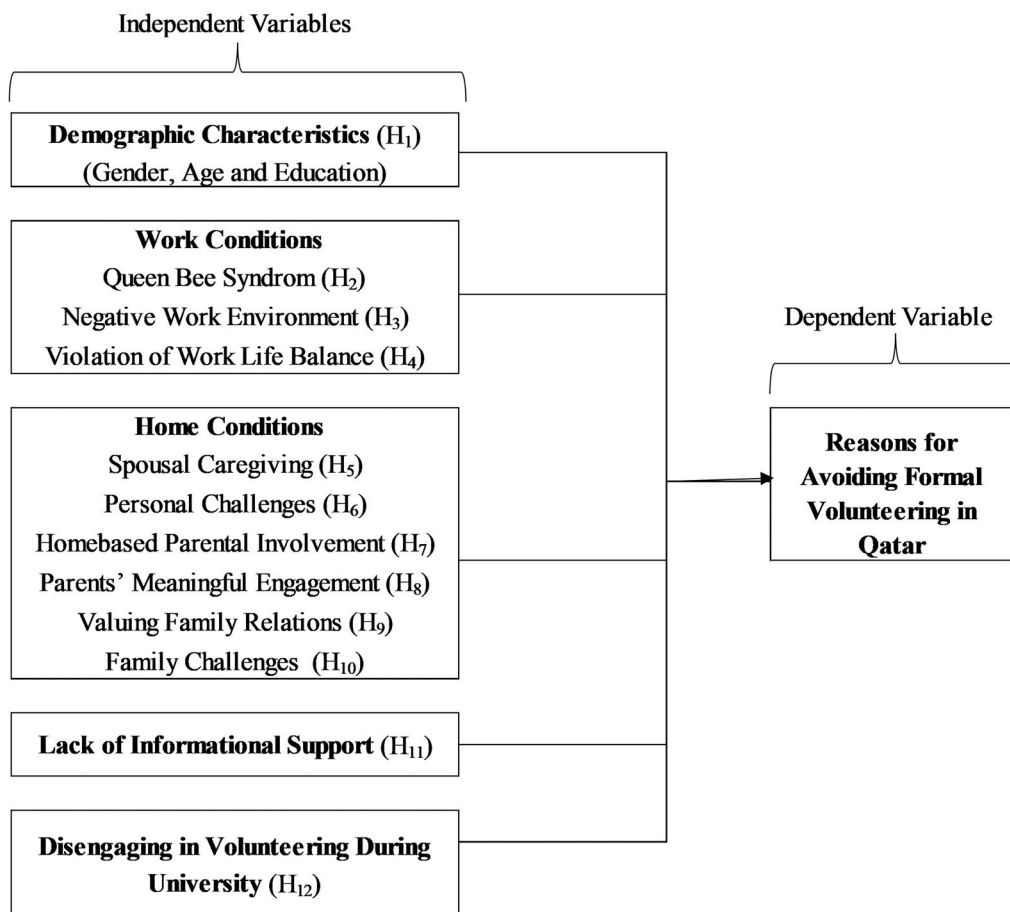 Independent Variables
Demographic Characteristics (H₁)
(Gender, Age and Education)
Work Conditions
Queen Bee Syndrom (H₂)
Negative Work Environment (H₃)
Violation of Work Life Balance (H₄)
Home Conditions
Spousal Caregiving (H₅)
Personal Challenges (H₆)
Homebased Parental Involvement (H₇)
Parents’ Meaningful Engagement (H₈)
Valuing Family Relations (H₉)
Family Challenges (H₁₀)
Lack of Informational Support (H₁₁)
Disengaging in Volunteering During
University (H₁₂)
Dependent Variable
Reasons for
Avoiding Formal
Volunteering in
Qatar